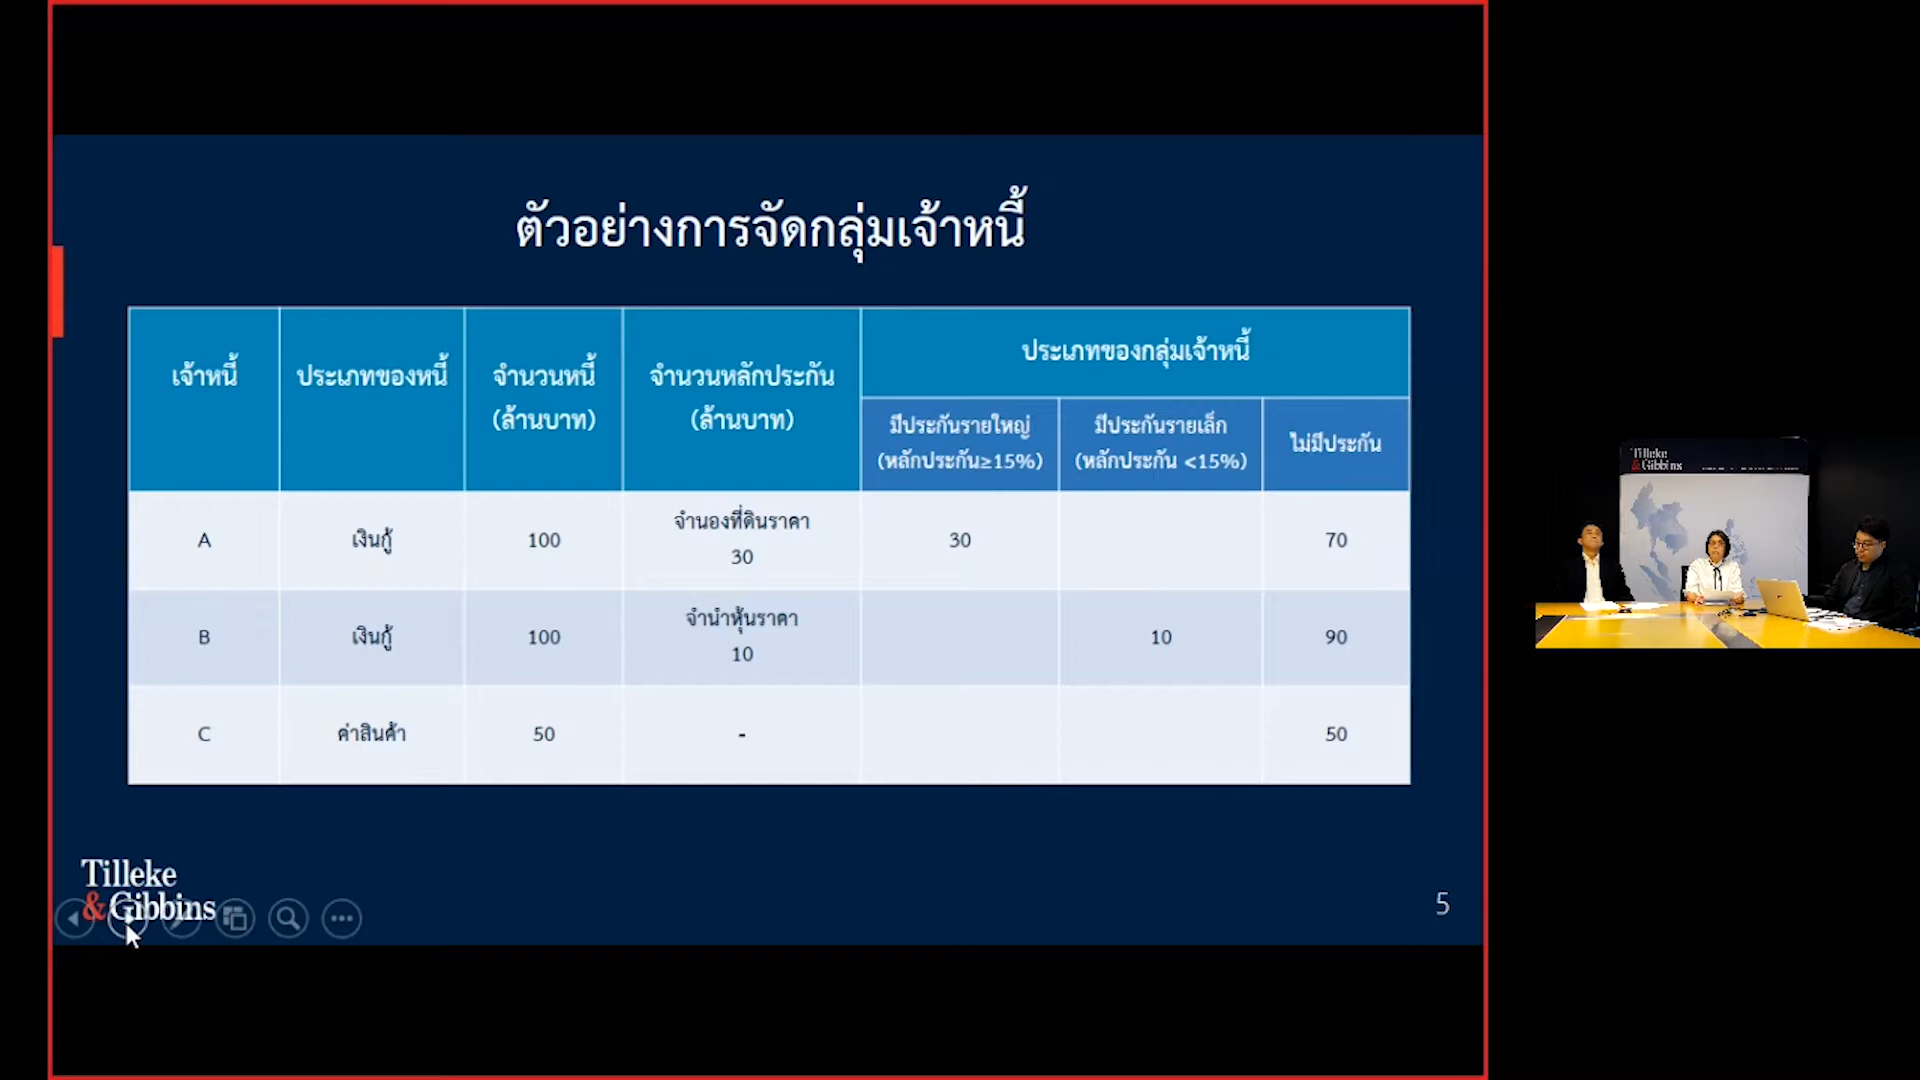 ตัวอย่างการจัดกลุ่มเจ้าหนี้
เจ้าหนี้
ประเภทของหนี้
จำนวนหนี้
(ล้านบาท)
จำนวนหลักประกัน
(ล้านบาท)
ประเภทของกลุ่มเจ้าหนี้
มีประกันรายใหญ่
(หลักประกัน≥15%)
มีประกันรายเล็ก
(หลักประกัน <15%)
ไม่มีประกัน
A
เงินกู้
100
จำนองที่ดินราคา
30
30
70
B
เงินกู้
100
จำนำหุ้นราคา
10
10
90
C
ค่าสินค้า
50
-
50
Tilleke
& Gibbins
5
Tilleke
& Gibbins